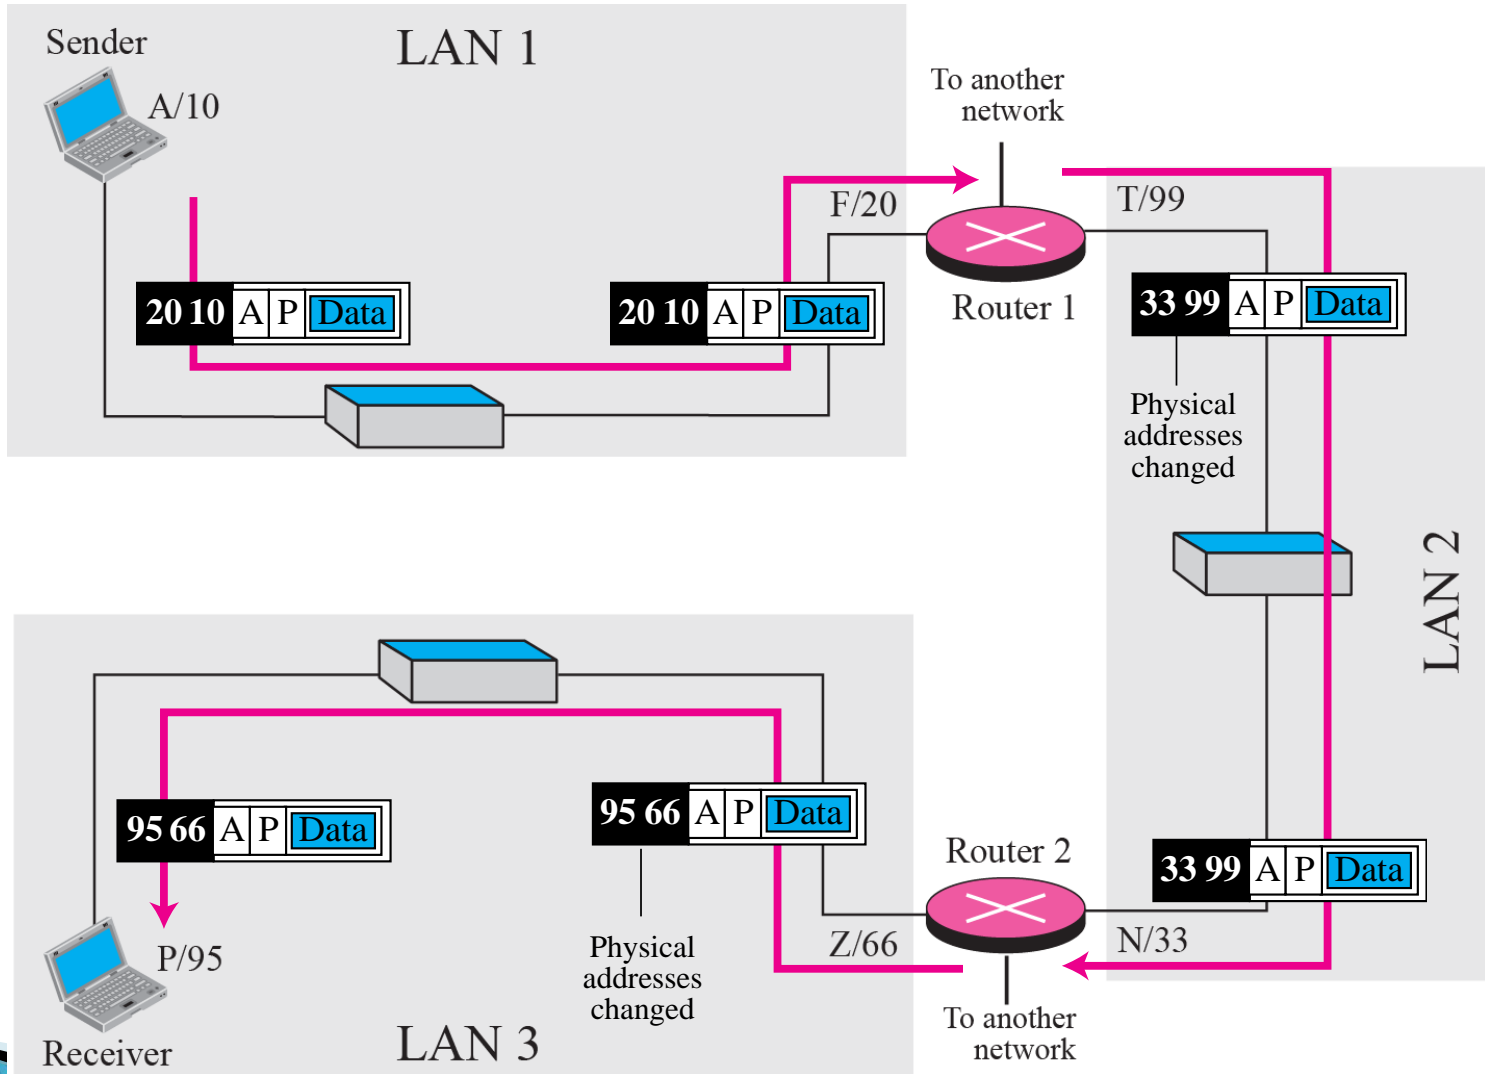 Sender
LAN 1
A/10
To another
network
F/20
T/99
Router 1
20 10 A P Data
20 10 A P Data
33 99 A P Data
Physical
addresses
changed
LAN 2
95 66 A P Data
95 66 A P Data
Router 2
33 99 A P Data
P/95
Physical
addresses
changed
Z/66
N/33
To another
network
Receiver
LAN 3